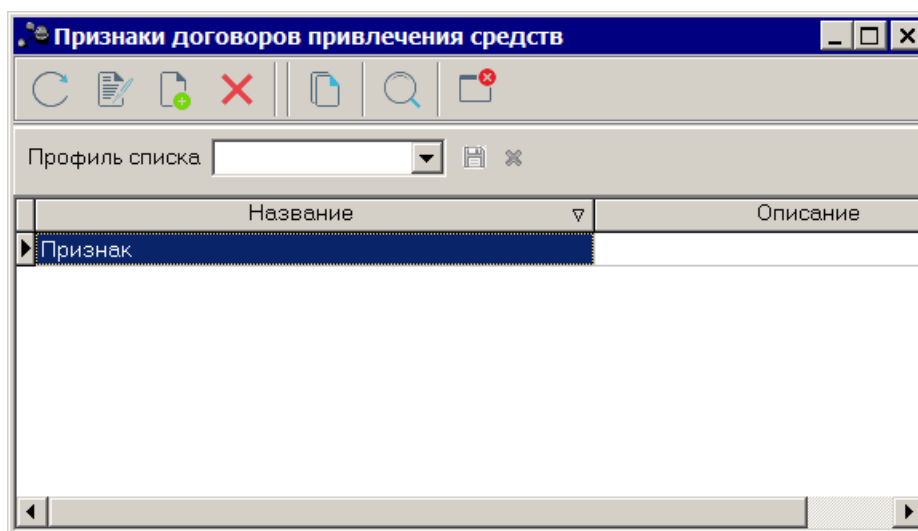 Признаки договоров привлечения средств
Профиль списка
Название Описание
Признак